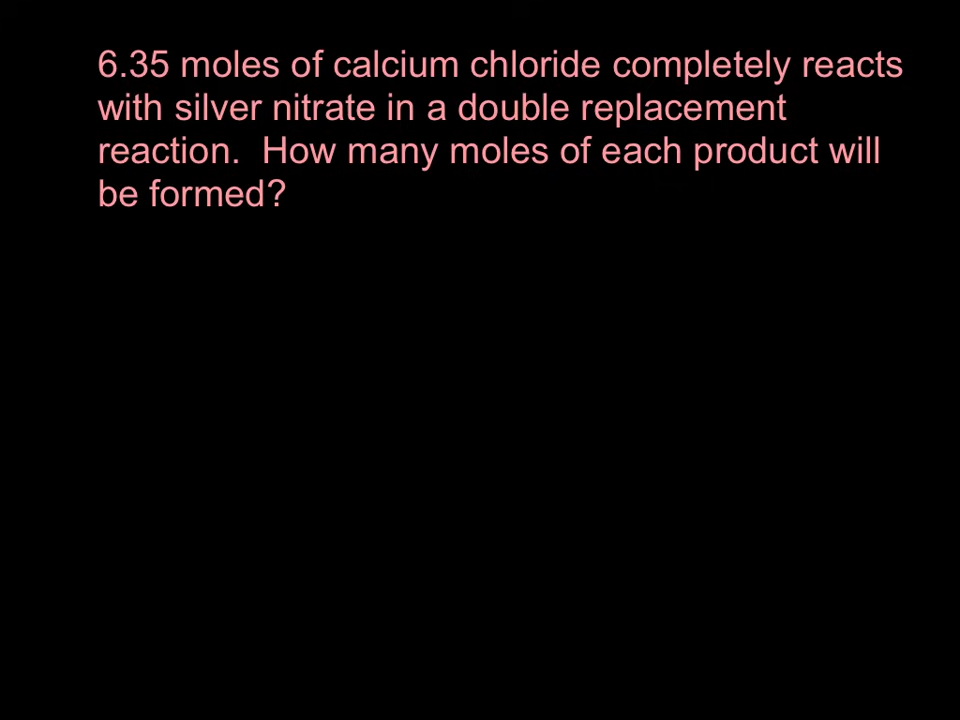 6.35 moles of calcium chloride completely reacts
with silver nitrate in a double replacement
reaction.  How many moles of each product will
be formed?